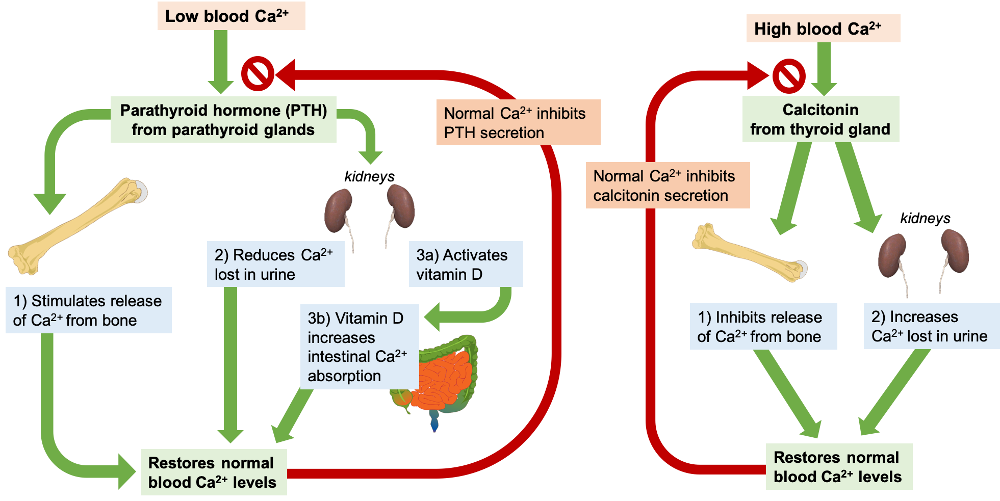 Low blood Ca²⁺
Parathyroid hormone (PTH)
from parathyroid glands
Normal Ca²⁺ inhibits
PTH secretion
kidneys
2) Reduces Ca²⁺
lost in urine
3a) Activates
vitamin D
1) Stimulates release
of Ca²⁺ from bone
3b) Vitamin D
increases
intestinal Ca²⁺
absorption
Restores normal
blood Ca²⁺ levels
High blood Ca²⁺
Calcitonin
from thyroid gland
Normal Ca²⁺ inhibits
calcitonin secretion
kidneys
1) Inhibits release
of Ca²⁺ from bone
2) Increases
Ca²⁺ lost in urine
Restores normal
blood Ca²⁺ levels